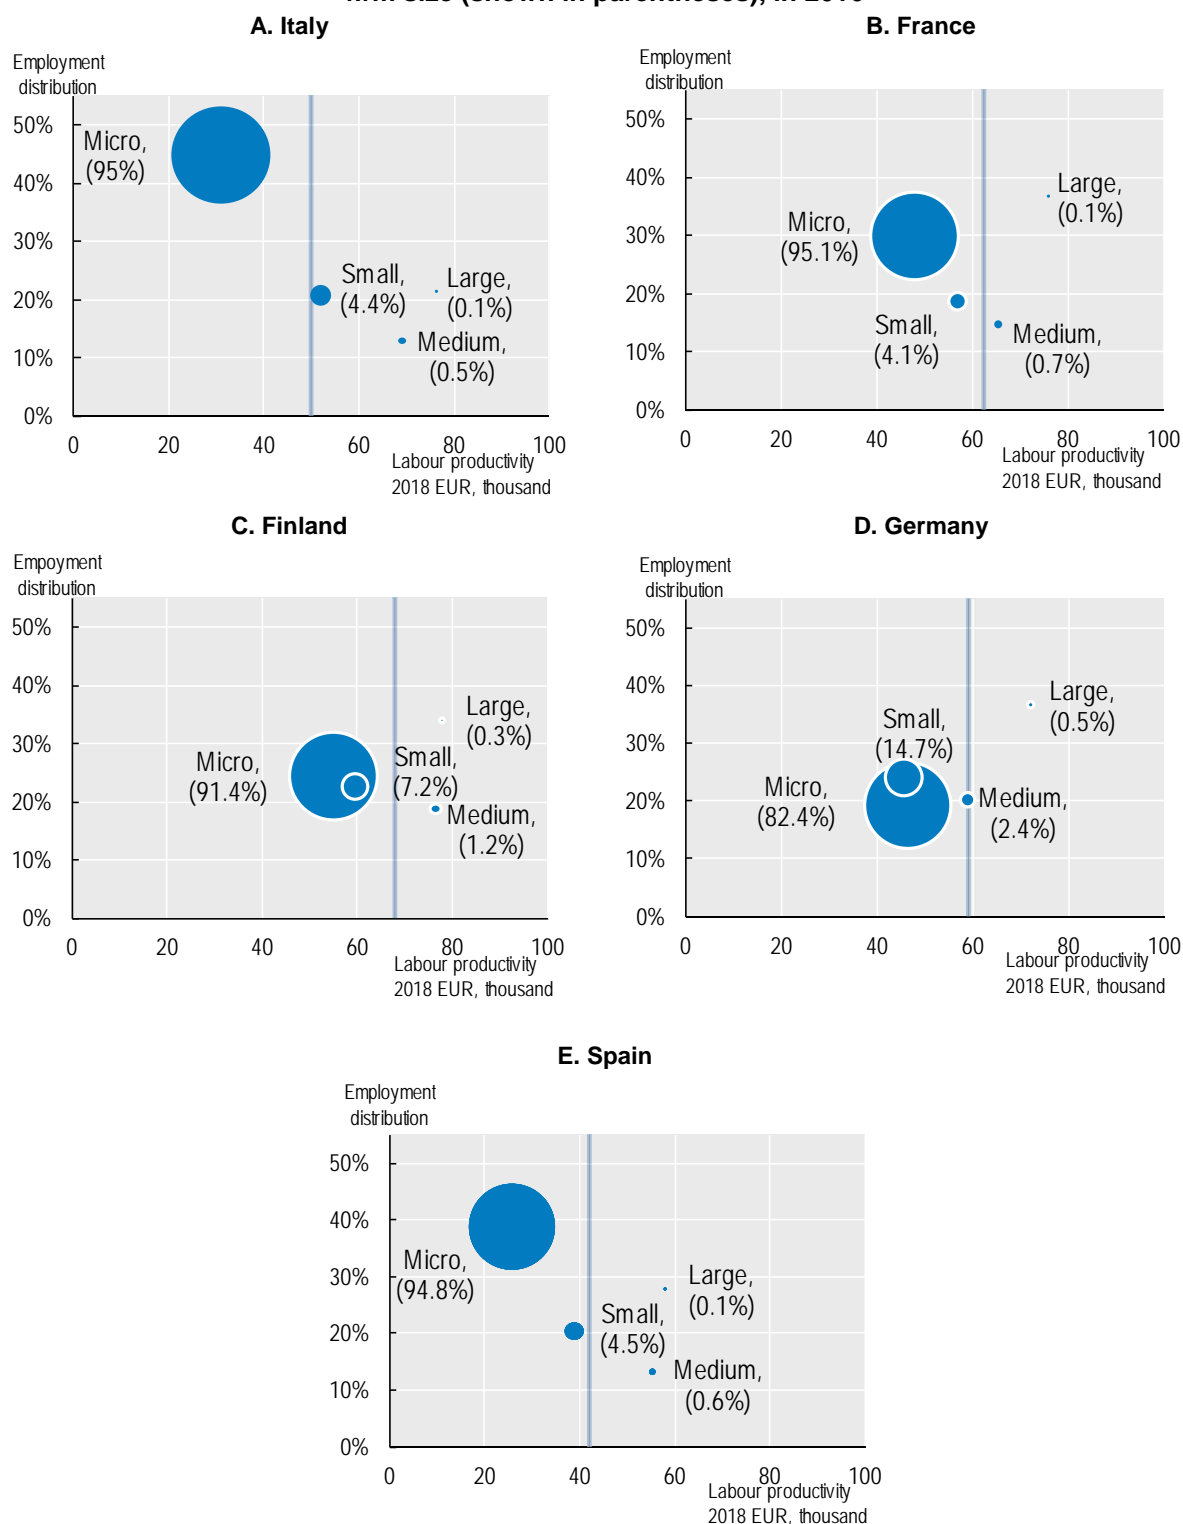 A. Italy
Employment
distribution
50%
40%
30%
20%
10%
0%
0 20 40 60 80 100
Micro,
(95%)
Small,
(4.4%)
Large,
(0.1%)
Medium,
(0.5%)
Labour productivity
2018 EUR, thousand
B. France
Employment
distribution
50%
40%
30%
20%
10%
0%
0 20 40 60 80 100
Micro,
(95.1%)
Large,
(0.1%)
Small,
(4.1%)
Medium,
(0.7%)
Labour productivity
2018 EUR, thousand
C. Finland
Empoyment
distribution
50%
40%
30%
20%
10%
0%
0 20 40 60 80 100
Micro,
(91.4%)
Large,
(0.3%)
Small,
(7.2%)
Medium,
(1.2%)
Labour productivity
2018 EUR, thousand
D. Germany
Employment
distribution
50%
40%
30%
20%
10%
0%
0 20 40 60 80 100
Large,
(0.5%)
Small,
(14.7%)
Micro,
(82.4%)
Medium,
(2.4%)
Labour productivity
2018 EUR, thousand
E. Spain
Employment
distribution
50%
40%
30%
20%
10%
0%
0 20 40 60 80 100
Micro,
(94.8%)
Large,
(0.1%)
Small,
(4.5%)
Medium,
(0.6%)
Labour productivity
2018 EUR, thousand